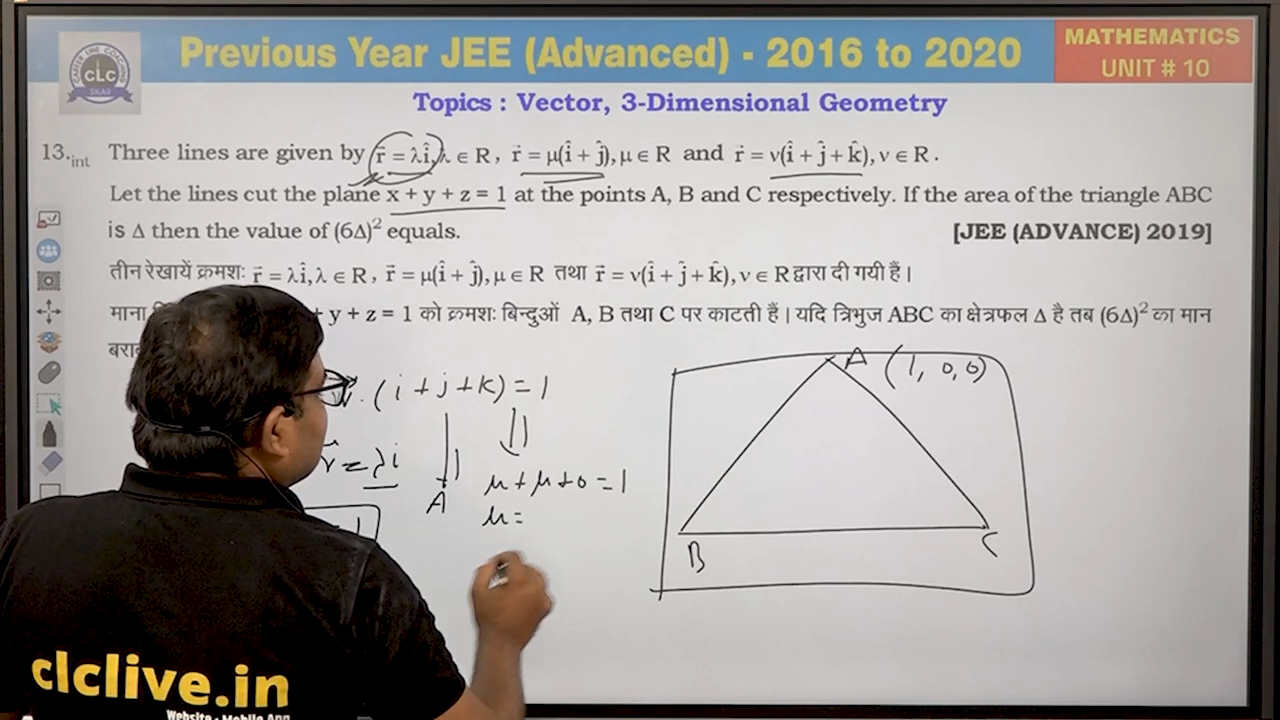 Previous Year JEE (Advanced) - 2016 to 2020
MATHEMATICS
UNIT # 10
CLC
SIKAR
Topics : Vector, 3-Dimensional Geometry
13.int Three lines are given by r⃗ = λî, λ ∈ R, r⃗ = μ(î + ĵ), μ ∈ R and r⃗ = ν(î + ĵ + k̂), ν ∈ R.
Let the lines cut the plane x + y + z = 1 at the points A, B and C respectively. If the area of the triangle ABC
is Δ then the value of (6Δ)² equals. [JEE (ADVANCE) 2019]
तीन रेखायें क्रमशः r⃗ = λî, λ ∈ R, r⃗ = μ(î + ĵ), μ ∈ R तथा r⃗ = ν(î + ĵ + k̂), ν ∈ R द्वारा दी गयी है।
माना + y + z = 1 को क्रमशः बिन्दुओं A, B तथा C पर काटती हैं। यदि त्रिभुज ABC का क्षेत्रफल Δ है तब (6Δ)² का मान
A (1, 0, 0)
. (i + j + k) = 1
r = λi
A
μ + μ + 0 = 1
μ =
B
C
clclive.in
Website - Mobile App